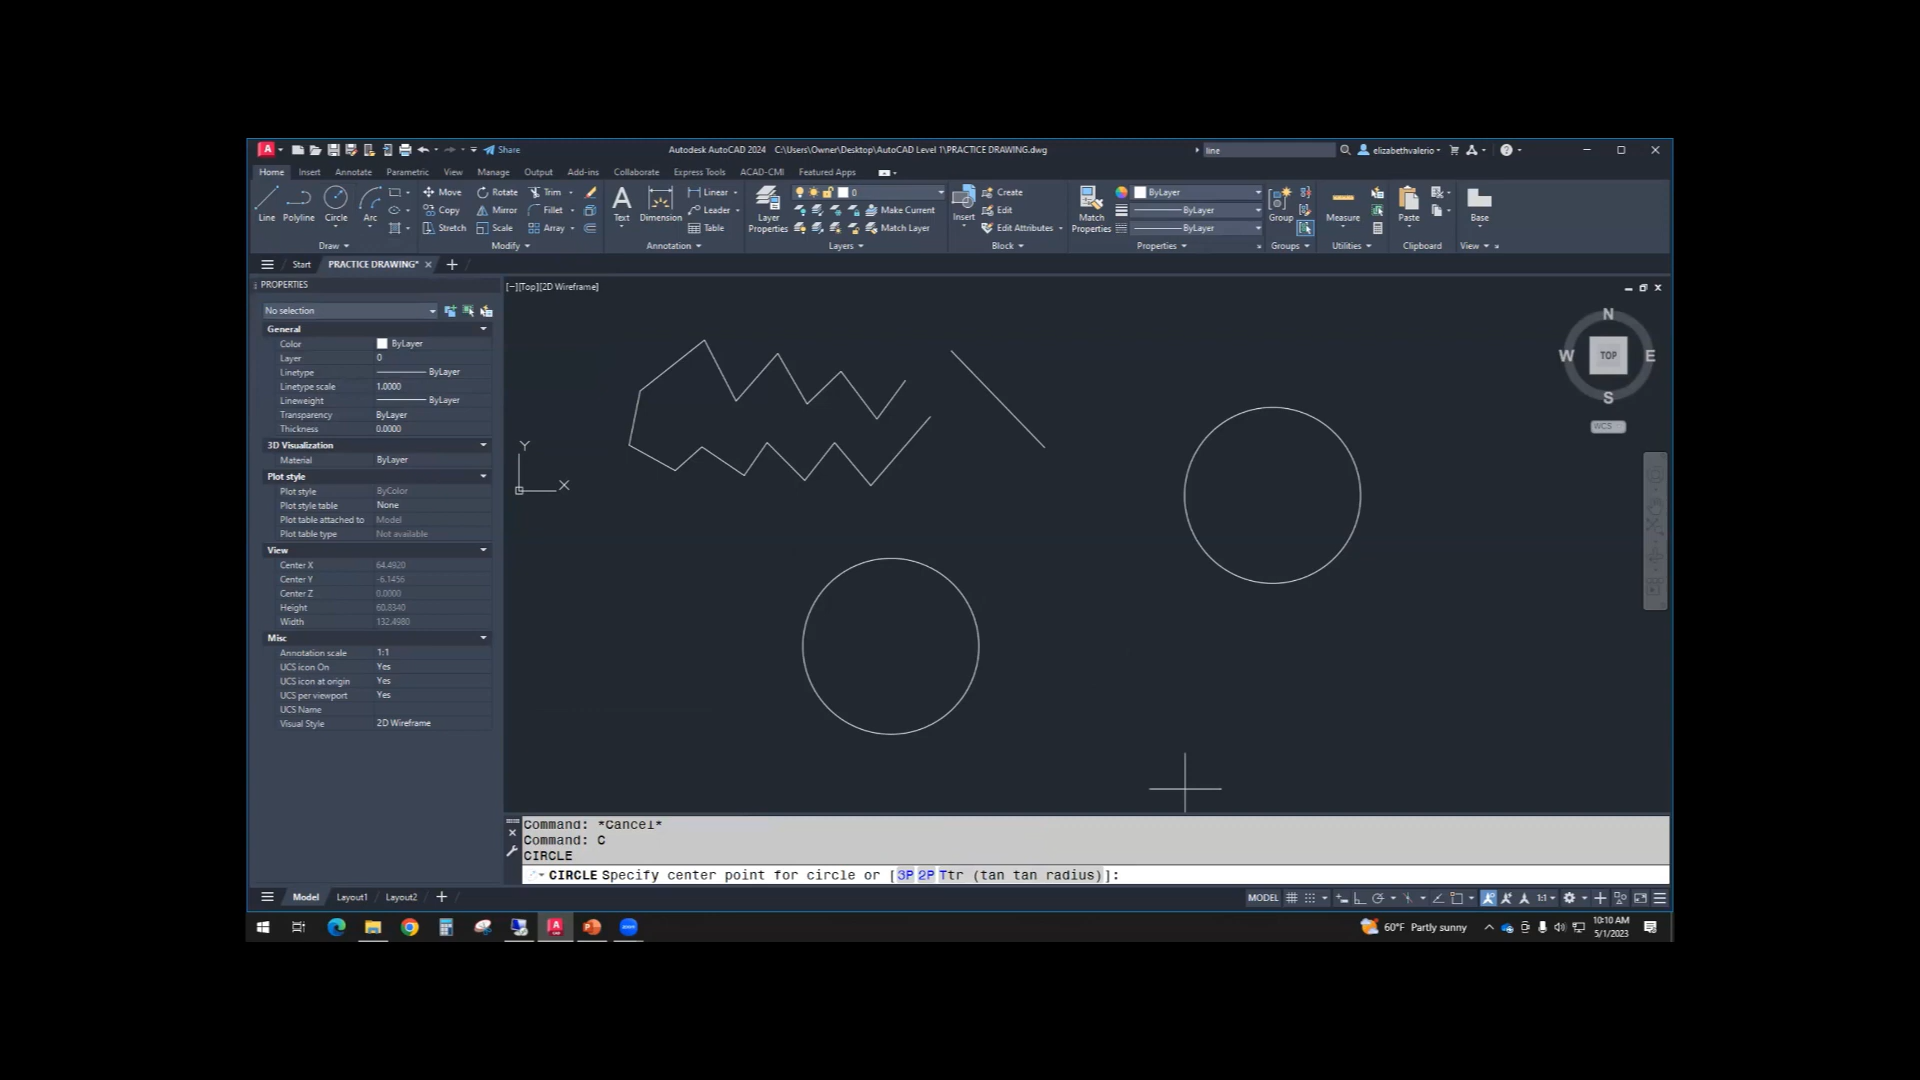 Share
Autodesk AutoCAD 2024 C:\Users\Owner\Desktop\AutoCAD Level 1\PRACTICE DRAWING.dwg
line
elizabethvalerio
Home Insert Annotate Parametric View Manage Output Add-ins Collaborate Express Tools ACAD-CMI Featured Apps
Line Polyline Circle Arc
Move Rotate Trim
Copy Mirror Fillet
Stretch Scale Array
Text Dimension
Linear
Leader
Table
Layer Properties
0
Make Current
Match Layer
Insert
Create
Edit
Edit Attributes
Match Properties
ByLayer
ByLayer
ByLayer
Group
Measure
Paste
Base
Draw Modify Annotation Layers Block Properties Groups Utilities Clipboard View
Start PRACTICE DRAWING*
PROPERTIES
[−][Top][2D Wireframe]
No selection
General
Color ByLayer
Layer 0
Linetype ByLayer
Linetype scale 1.0000
Lineweight ByLayer
Transparency ByLayer
Thickness 0.0000
3D Visualization
Material ByLayer
Plot style
Plot style ByColor
Plot style table None
Plot table attached to Model
Plot table type Not available
View
Center X 64.4920
Center Y -6.1456
Center Z 0.0000
Height 60.8340
Width 132.4980
Misc
Annotation scale 1:1
UCS icon On Yes
UCS icon at origin Yes
UCS per viewport Yes
UCS Name
Visual Style 2D Wireframe
Y
X
N
W TOP E
S
WCS
Command: *Cancel*
Command: C
CIRCLE
CIRCLE Specify center point for circle or [3P 2P Ttr (tan tan radius)]:
Model Layout1 Layout2
MODEL
1:1
60°F Partly sunny
10:10 AM
5/1/2023